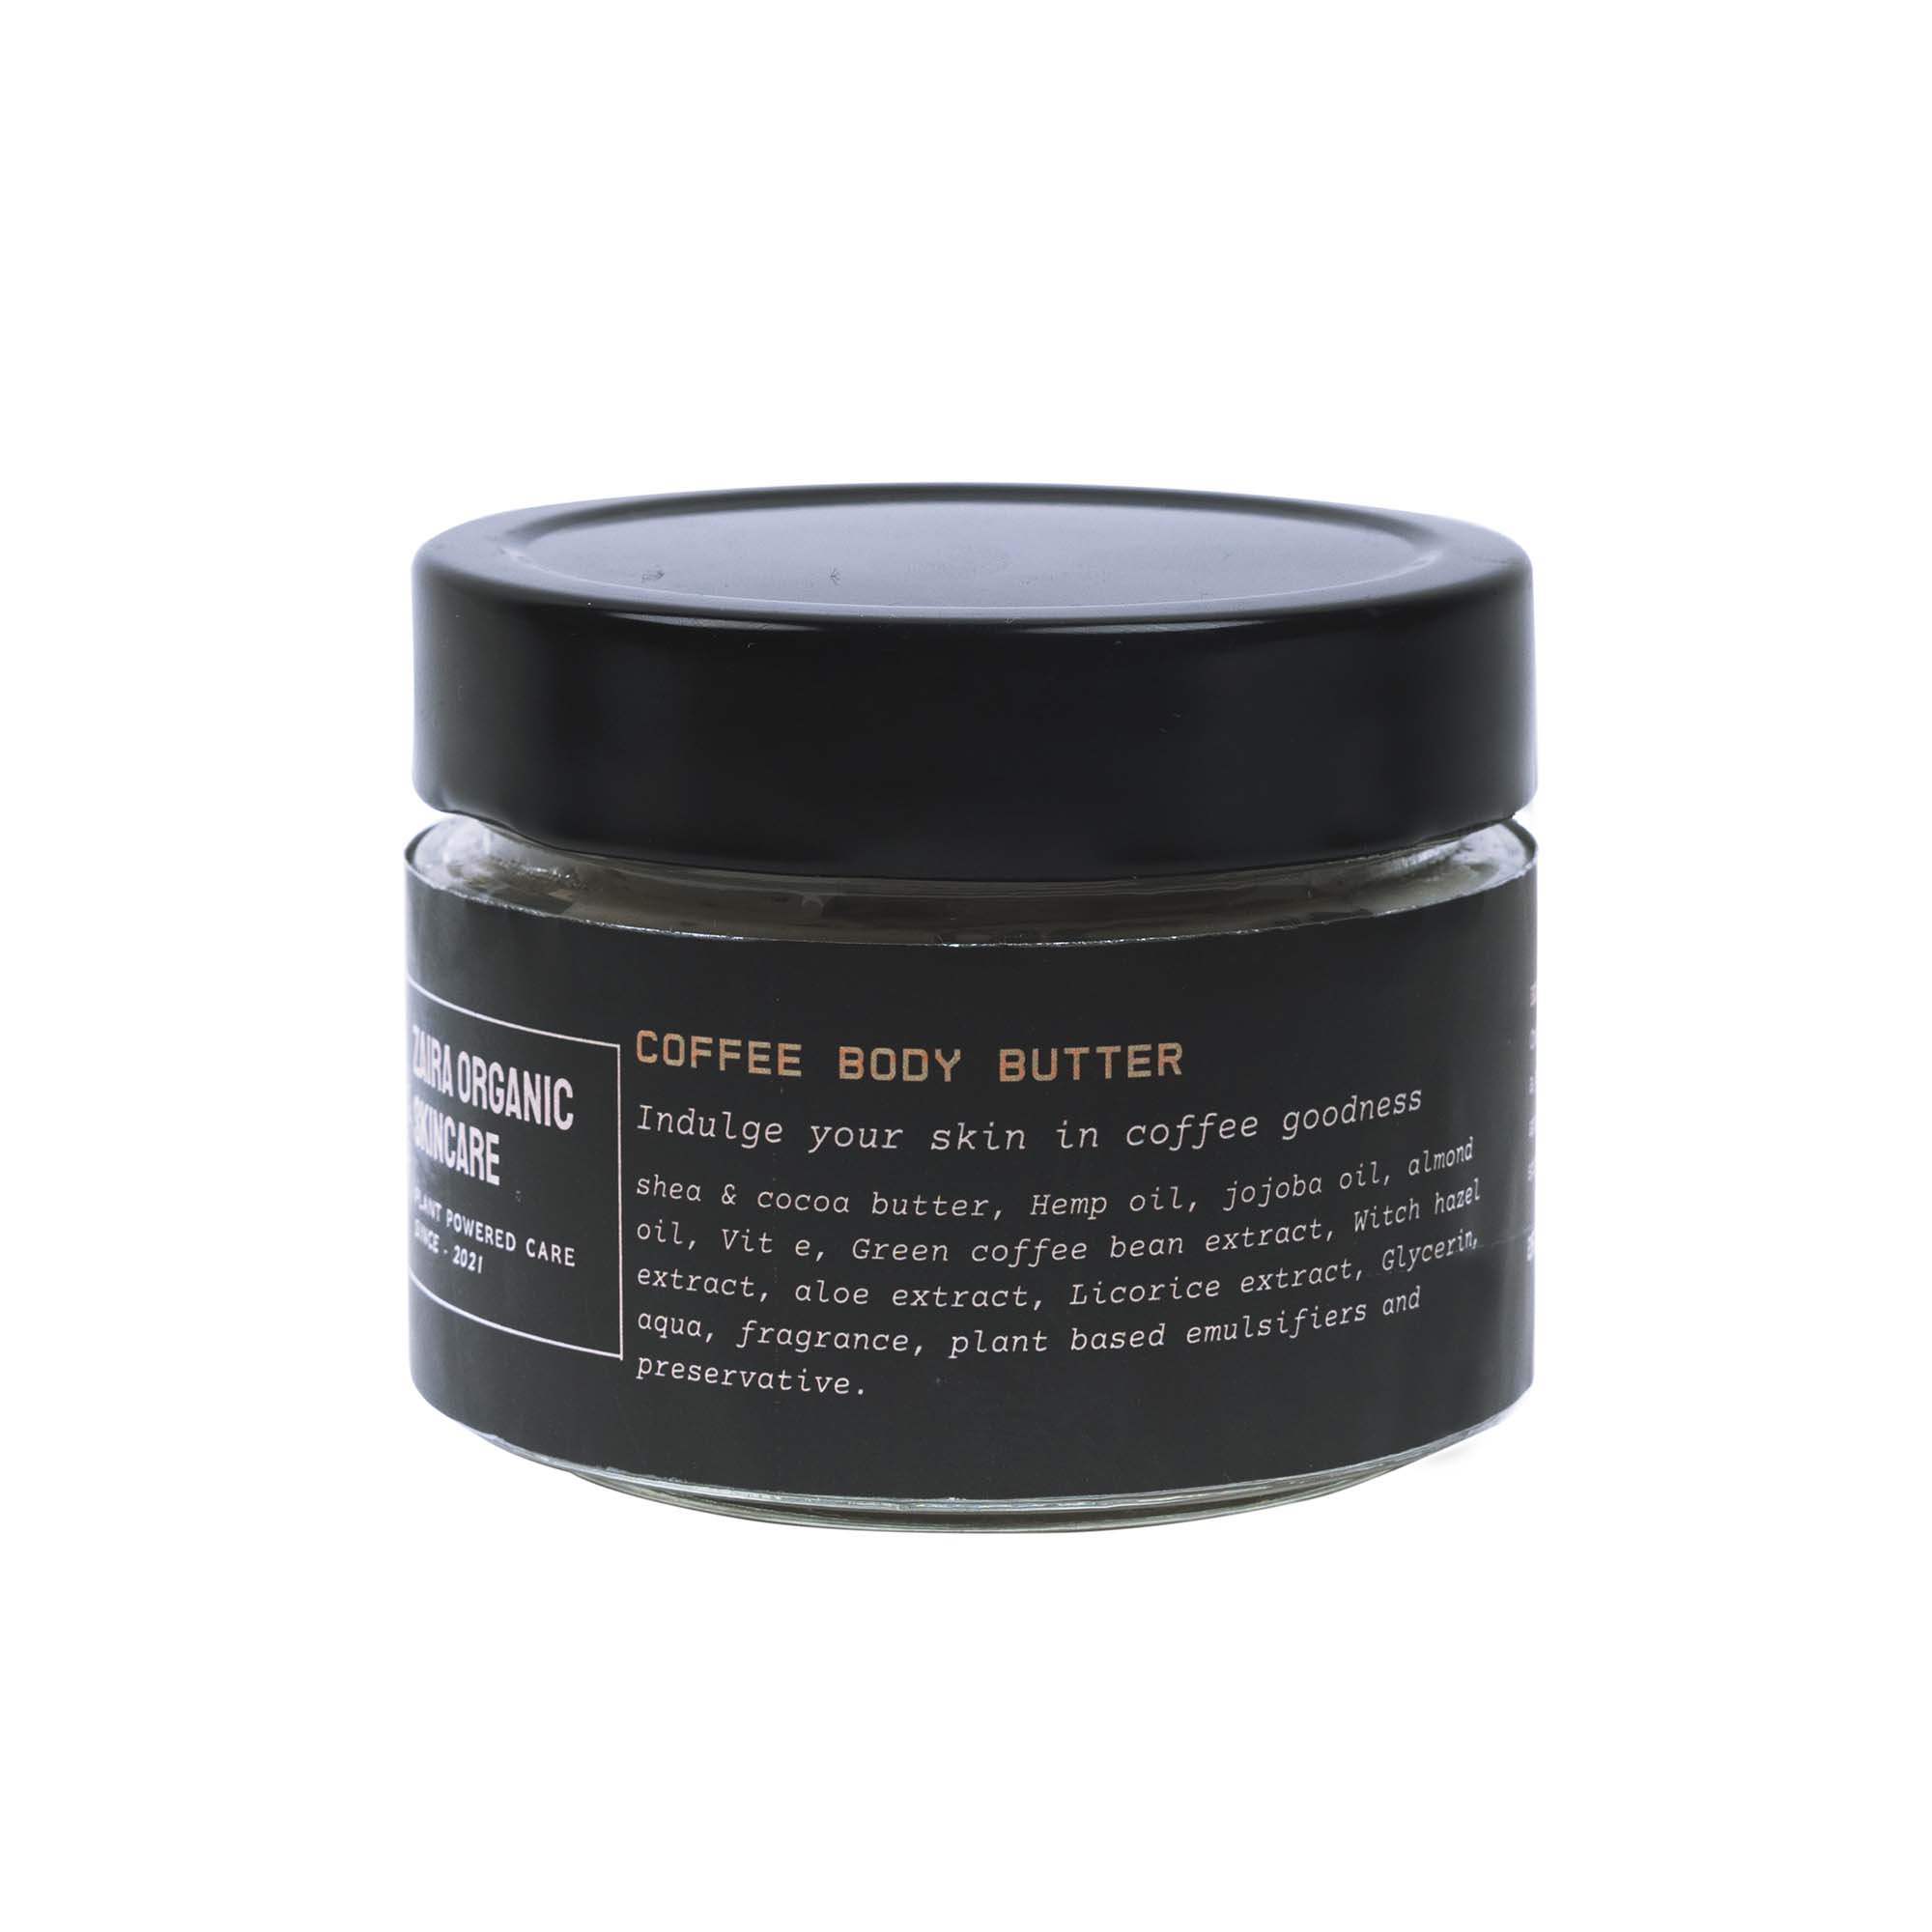 ZAIRA ORGANIC
SKINCARE
PLANT POWERED CARE
SINCE - 2021
COFFEE BODY BUTTER
Indulge your skin in coffee goodness
shea & cocoa butter, Hemp oil, jojoba oil, almond
oil, Vit e, Green coffee bean extract, Witch hazel
extract, aloe extract, Licorice extract, Glycerin,
aqua, fragrance, plant based emulsifiers and
preservative.